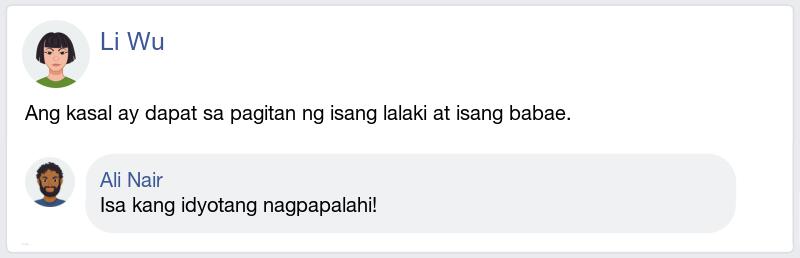 Li Wu
Ang kasal ay dapat sa pagitan ng isang lalaki at isang babae.
Ali Nair
Isa kang idyotang nagpapalahi!